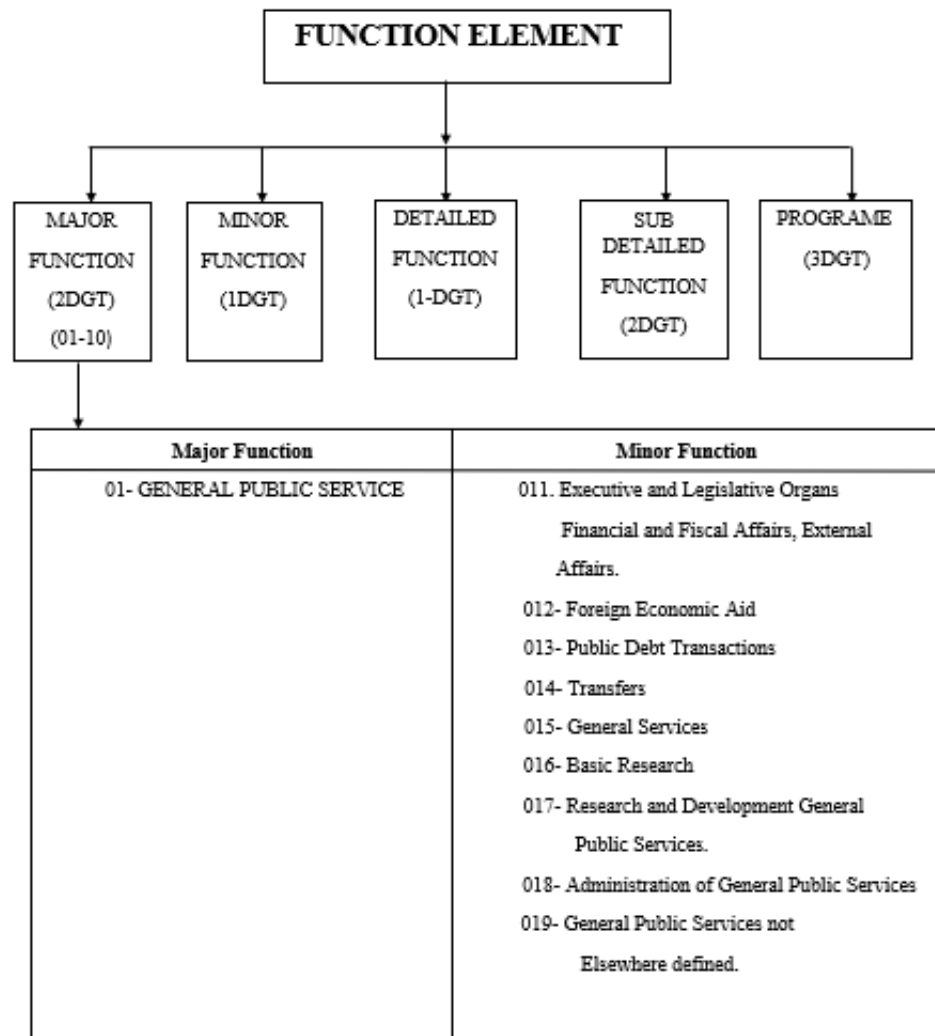 FUNCTION ELEMENT
MAJOR
FUNCTION
(2DGT)
(01-10)
MINOR
FUNCTION
(1DGT)
DETAILED
FUNCTION
(1-DGT)
SUB
DETAILED
FUNCTION
(2DGT)
PROGRAME
(3DGT)
Major Function
Minor Function
01- GENERAL PUBLIC SERVICE
011. Executive and Legislative Organs
Financial and Fiscal Affairs, External
Affairs.
012- Foreign Economic Aid
013- Public Debt Transactions
014- Transfers
015- General Services
016- Basic Research
017- Research and Development General
Public Services.
018- Administration of General Public Services
019- General Public Services not
Elsewhere defined.